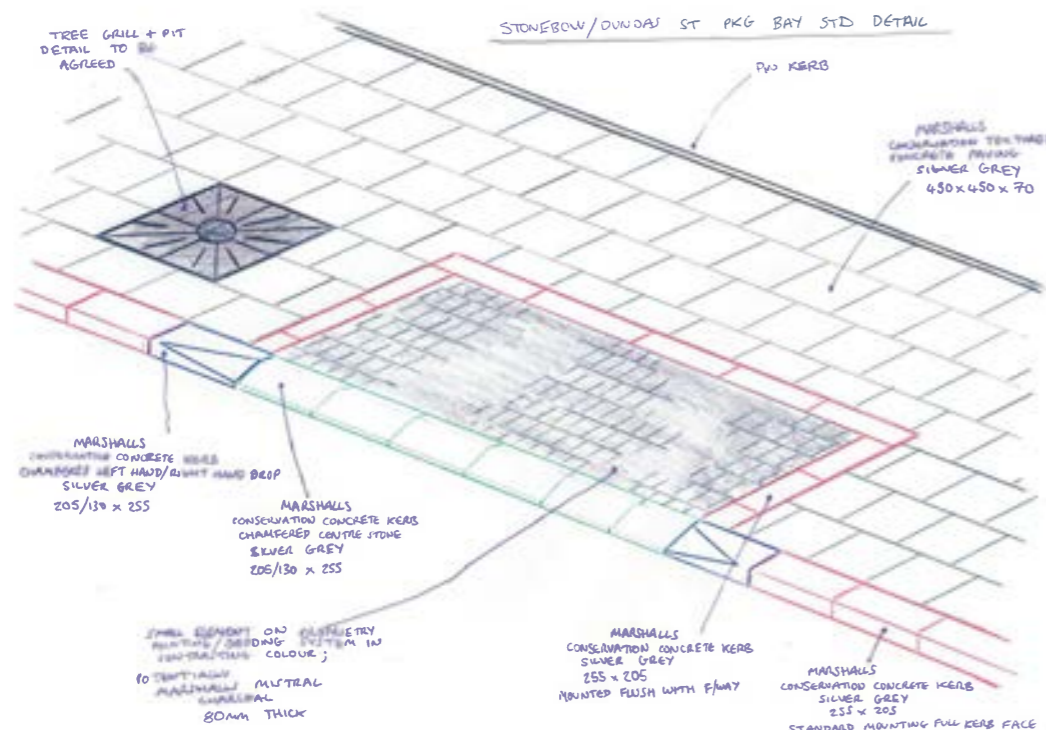 STONEBOW/DUNDAS ST PKG BAY STD DETAIL
TREE GRILL + PIT
DETAIL TO BE
AGREED
P/W KERB
MARSHALLS
CONSERVATION TEXTURED
CONCRETE PAVING
SILVER GREY
450 x 450 x 70
MARSHALLS
CONSERVATION CONCRETE KERB
CHAMFERED LEFT HAND/RIGHT HAND DROP
SILVER GREY
205/130 x 255
MARSHALLS
CONSERVATION CONCRETE KERB
CHAMFERED CENTRE STONE
SILVER GREY
205/130 x 255
SMALL ELEMENT ON
BEDDING SYSTEM IN
CONTRASTING COLOUR;
POTENTIALLY
MARSHALLS MISTRAL
CHARCOAL
80MM THICK
MARSHALLS
CONSERVATION CONCRETE KERB
SILVER GREY
255 x 205
MOUNTED FLUSH WITH F/WAY
MARSHALLS
CONSERVATION CONCRETE KERB
SILVER GREY
255 x 205
STANDARD MOUNTING FULL KERB FACE